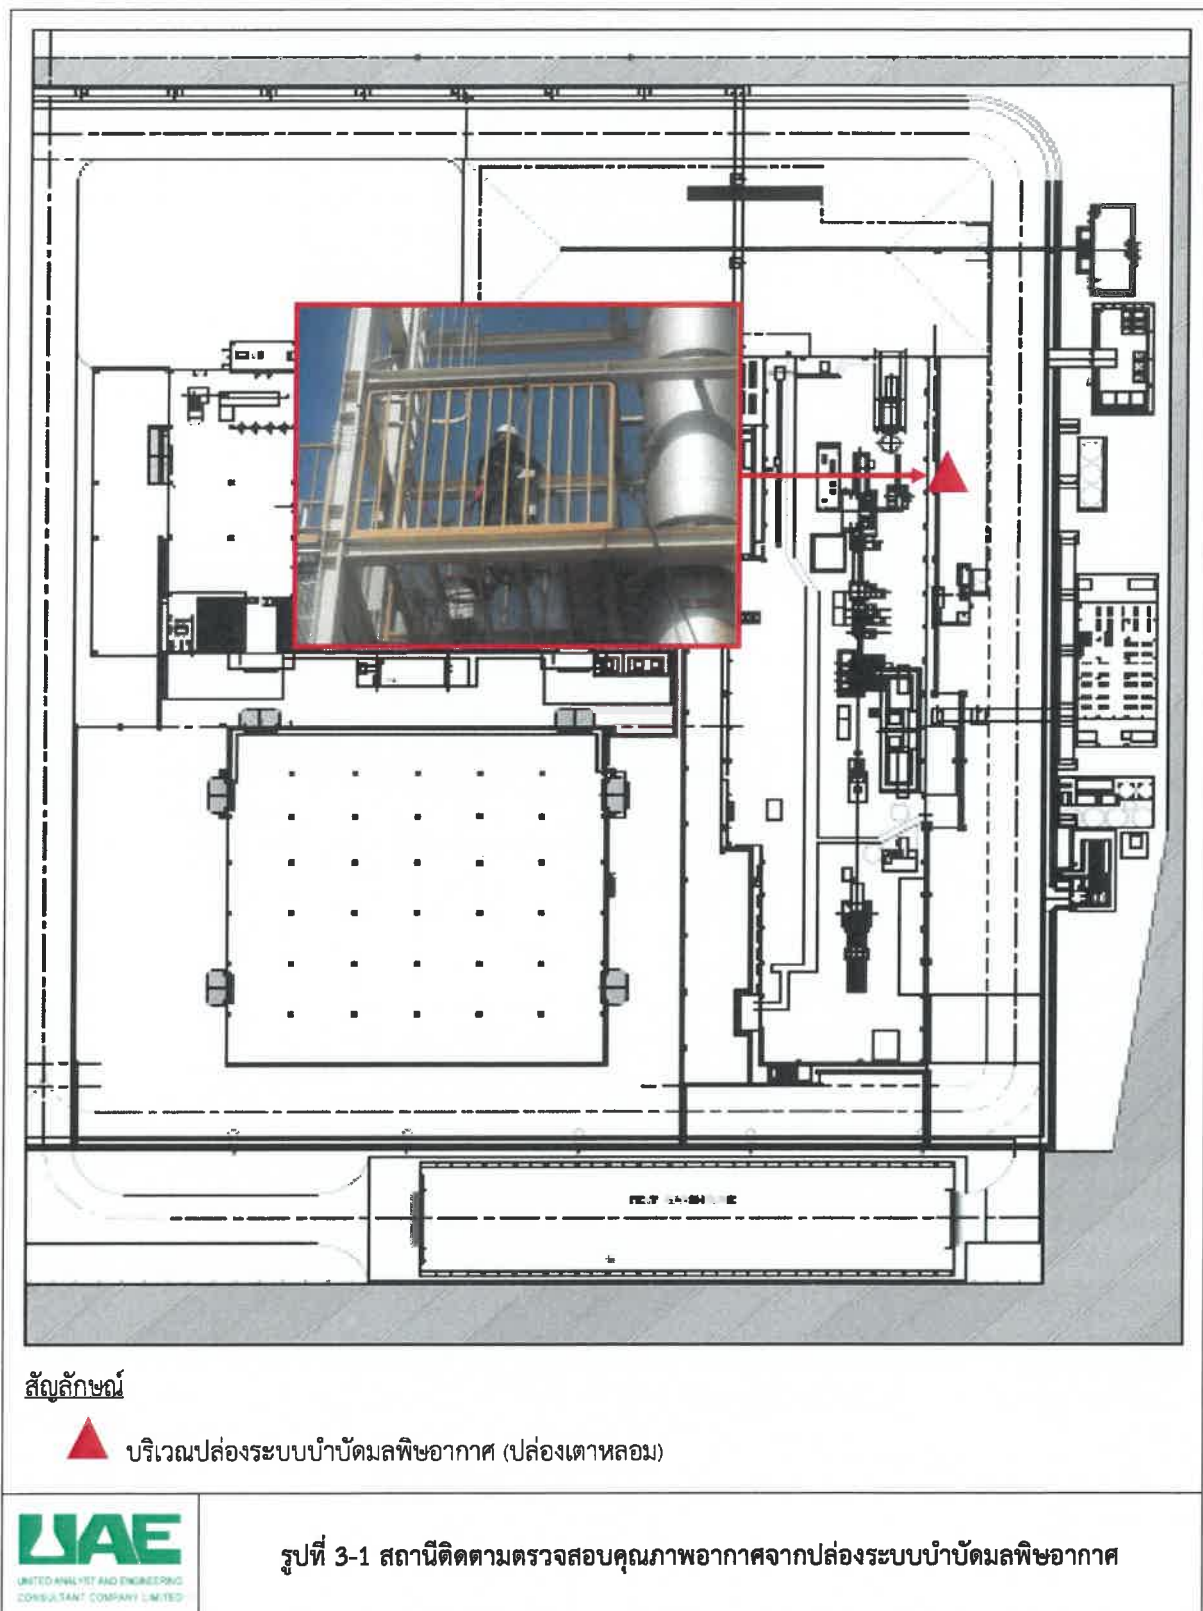 สัญลักษณ์
บริเวณปล่องระบบบำบัดมลพิษอากาศ (ปล่องเตาหลอม)
UAE
UNITED ANALYST AND ENGINEERING
CONSULTANT COMPANY LIMITED
รูปที่ 3-1 สถานีติดตามตรวจสอบคุณภาพอากาศจากปล่องระบบบำบัดมลพิษอากาศ